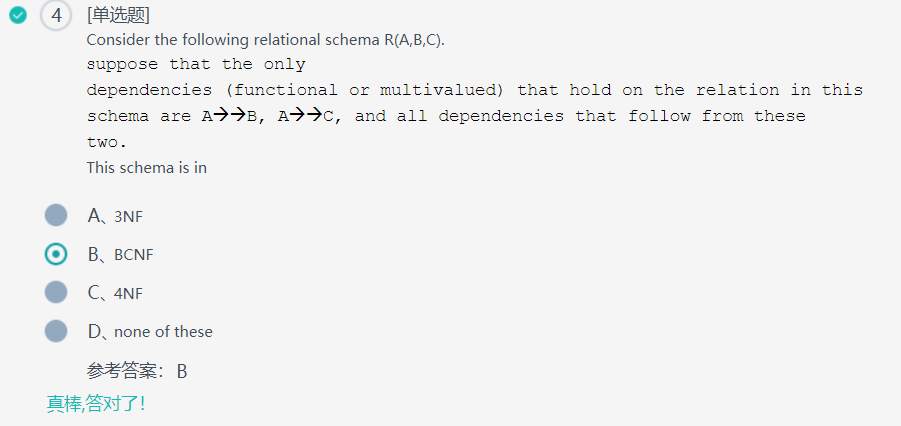 4 [单选题]
Consider the following relational schema R(A,B,C).
suppose that the only
dependencies (functional or multivalued) that hold on the relation in this
schema are A→→B, A→→C, and all dependencies that follow from these
two.
This schema is in
A、3NF
B、BCNF
C、4NF
D、none of these
参考答案：B
真棒,答对了!